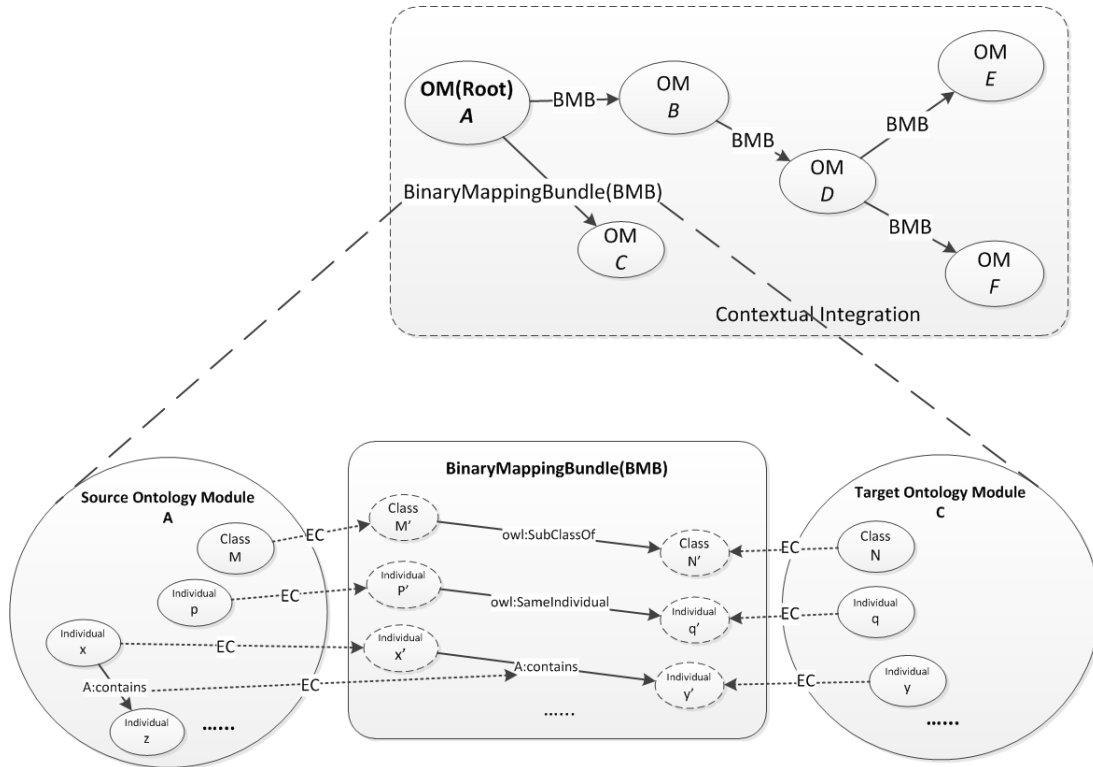 OM(Root)
A
BMB
OM
B
OM
E
BMB
BMB
OM
D
BinaryMappingBundle(BMB)
BMB
OM
C
OM
F
Contextual Integration
Source Ontology Module
A
Class
M
EC
Individual
p
EC
Individual
x
EC
A:contains
EC
Individual
z
......
BinaryMappingBundle(BMB)
Class
M'
owl:SubClassOf
Class
N'
Individual
P'
owl:SameIndividual
Individual
q'
Individual
x'
A:contains
Individual
y'
......
Target Ontology Module
C
EC
Class
N
EC
Individual
q
EC
Individual
y
......